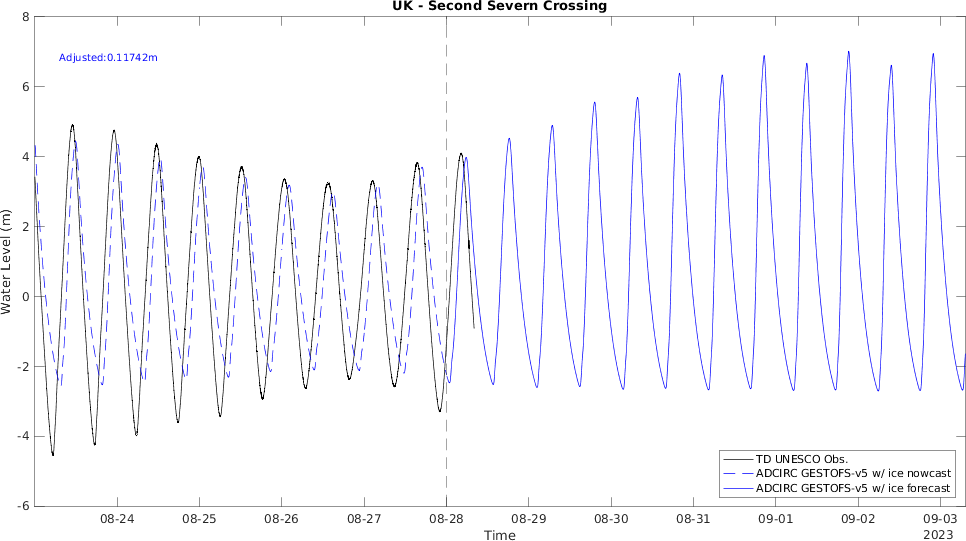 UK - Second Severn Crossing
Adjusted:0.11742m
Water Level (m)
8
6
4
2
0
-2
-4
-6
TD UNESCO Obs.
ADCIRC GESTOFS-v5 w/ ice nowcast
ADCIRC GESTOFS-v5 w/ ice forecast
08-24 08-25 08-26 08-27 08-28 08-29 08-30 08-31 09-01 09-02 09-03
2023
Time